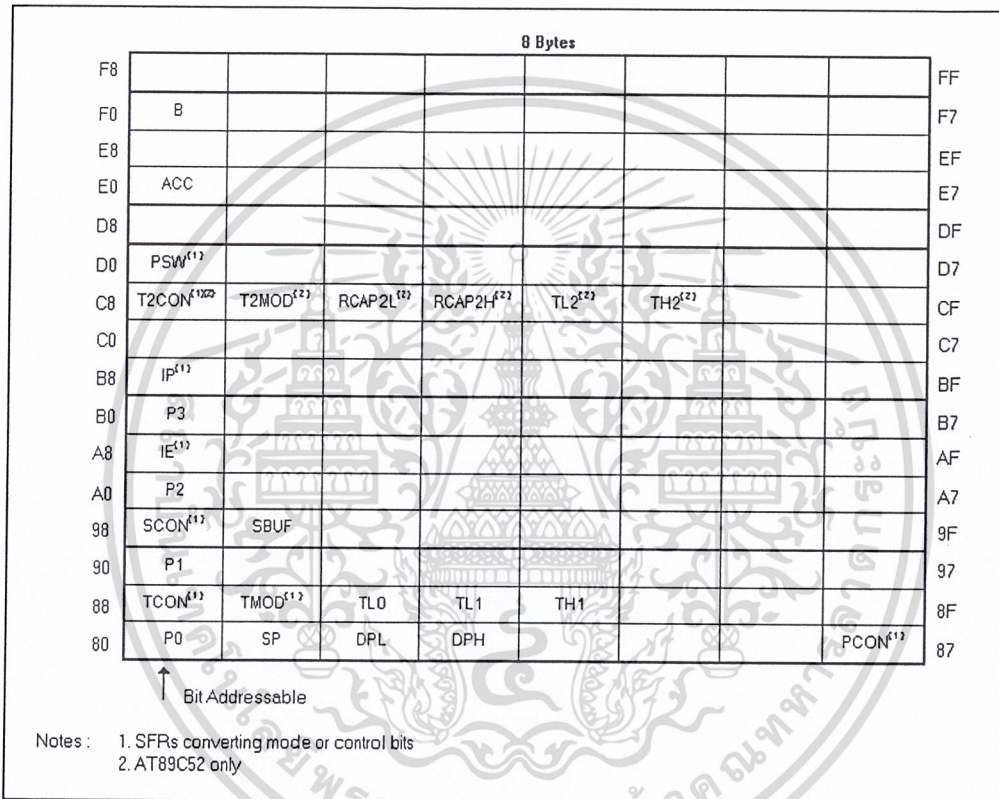 8 Bytes
F8 FF
F0 B F7
E8 EF
E0 ACC E7
D8 DF
D0 PSW{1} D7
C8 T2CON{1}{2} T2MOD{2} RCAP2L{2} RCAP2H{2} TL2{2} TH2{2} CF
C0 C7
B8 IP{1} BF
B0 P3 B7
A8 IE{1} AF
A0 P2 A7
98 SCON{1} SBUF 9F
90 P1 97
88 TCON{1} TMOD{1} TL0 TL1 TH1 8F
80 P0 SP DPL DPH PCON{1} 87
Bit Addressable
Notes : 1. SFRs converting mode or control bits
2. AT89C52 only